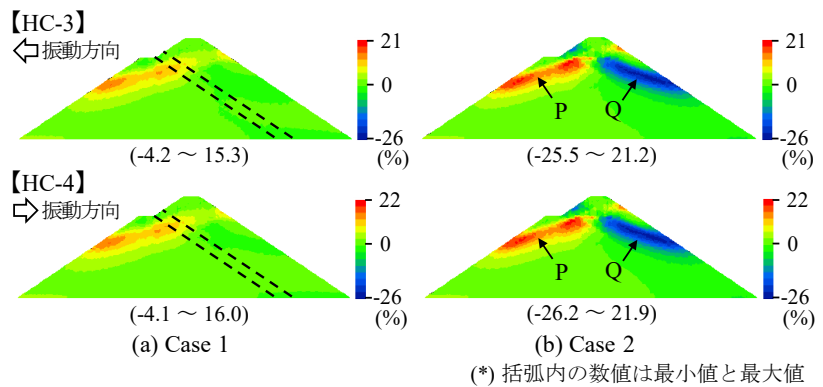 【HC-3】
振動方向
21
0
-26
(%)
(-4.2 ～ 15.3)
P
Q
21
0
-26
(%)
(-25.5 ～ 21.2)
【HC-4】
振動方向
22
0
-26
(%)
(-4.1 ～ 16.0)
P
Q
22
0
-26
(%)
(-26.2 ～ 21.9)
(a) Case 1
(b) Case 2
(*) 括弧内の数値は最小値と最大値